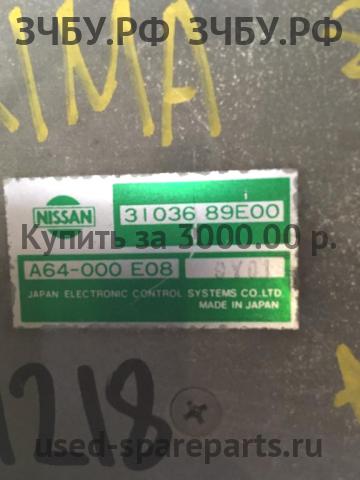 ЗЧБУ.РФ ЗЧБУ.РФ
XIMA
NISSAN
31036 89E00
Купить за 3000.00 р.
A64-000 E08
JAPAN ELECTRONIC CONTROL SYSTEMS CO.,LTD.
MADE IN JAPAN
1218
used-spareparts.ru